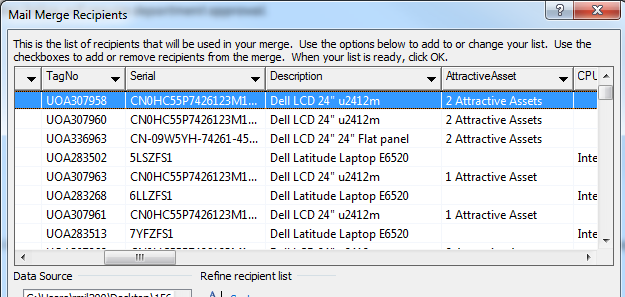 department approval.
Mail Merge Recipients
This is the list of recipients that will be used in your merge. Use the options below to add to or change your list. Use the
checkboxes to add or remove recipients from the merge. When your list is ready, click OK.
TagNo Serial Description AttractiveAsset CPU
UOA307958 CN0HC55P7426123M1... Dell LCD 24" u2412m 2 Attractive Assets
UOA307960 CN0HC55P7426123M1... Dell LCD 24" u2412m 2 Attractive Assets
UOA336963 CN-09W5YH-74261-45... Dell LCD 24" 24" Flat panel 2 Attractive Assets
UOA283502 5LSZFS1 Dell Latitude Laptop E6520 Inte
UOA307963 CN0HC55P7426123M1... Dell LCD 24" u2412m 1 Attractive Asset
UOA283268 6LLZFS1 Dell Latitude Laptop E6520 Inte
UOA307961 CN0HC55P7426123M1... Dell LCD 24" u2412m 1 Attractive Asset
UOA283513 7YFZFS1 Dell Latitude Laptop E6520 Inte
Data Source Refine recipient list